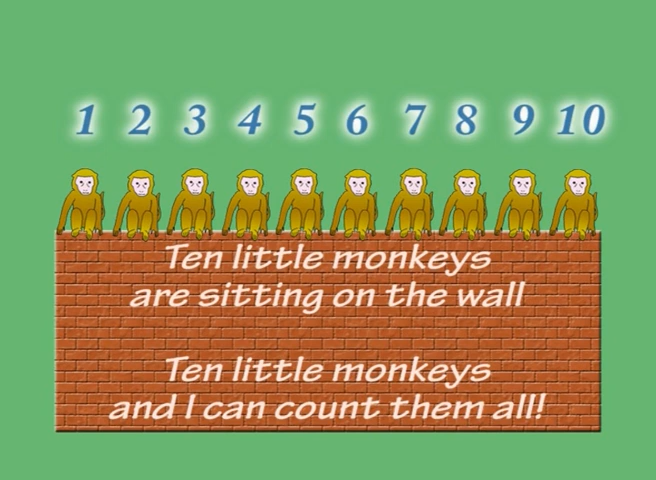 1 2 3 4 5 6 7 8 9 10
Ten little monkeys
are sitting on the wall
Ten little monkeys
and I can count them all!